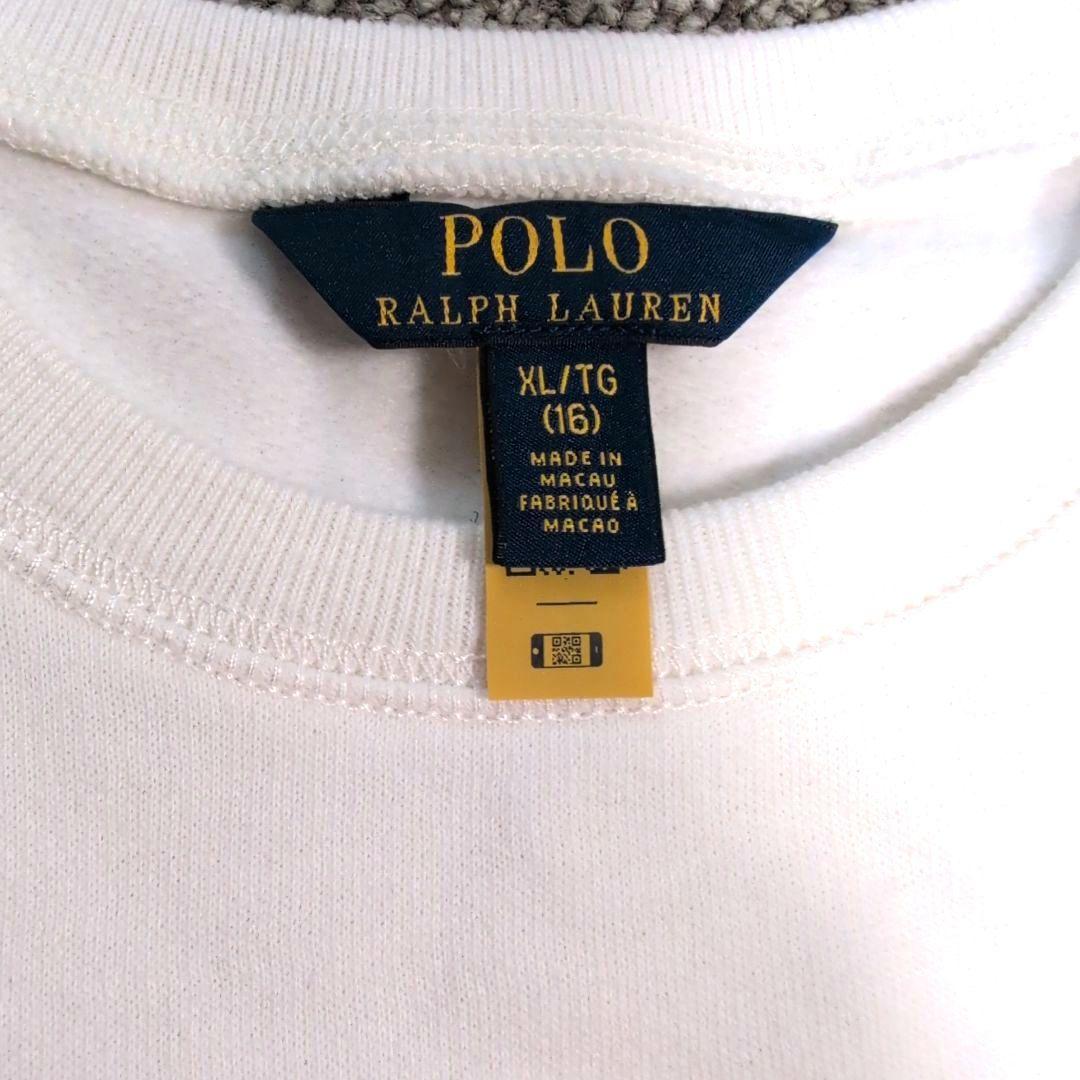 POLO
RALPH LAUREN
XL/TG
(16)
MADE IN
MACAU
FABRIQUÉ À
MACAO